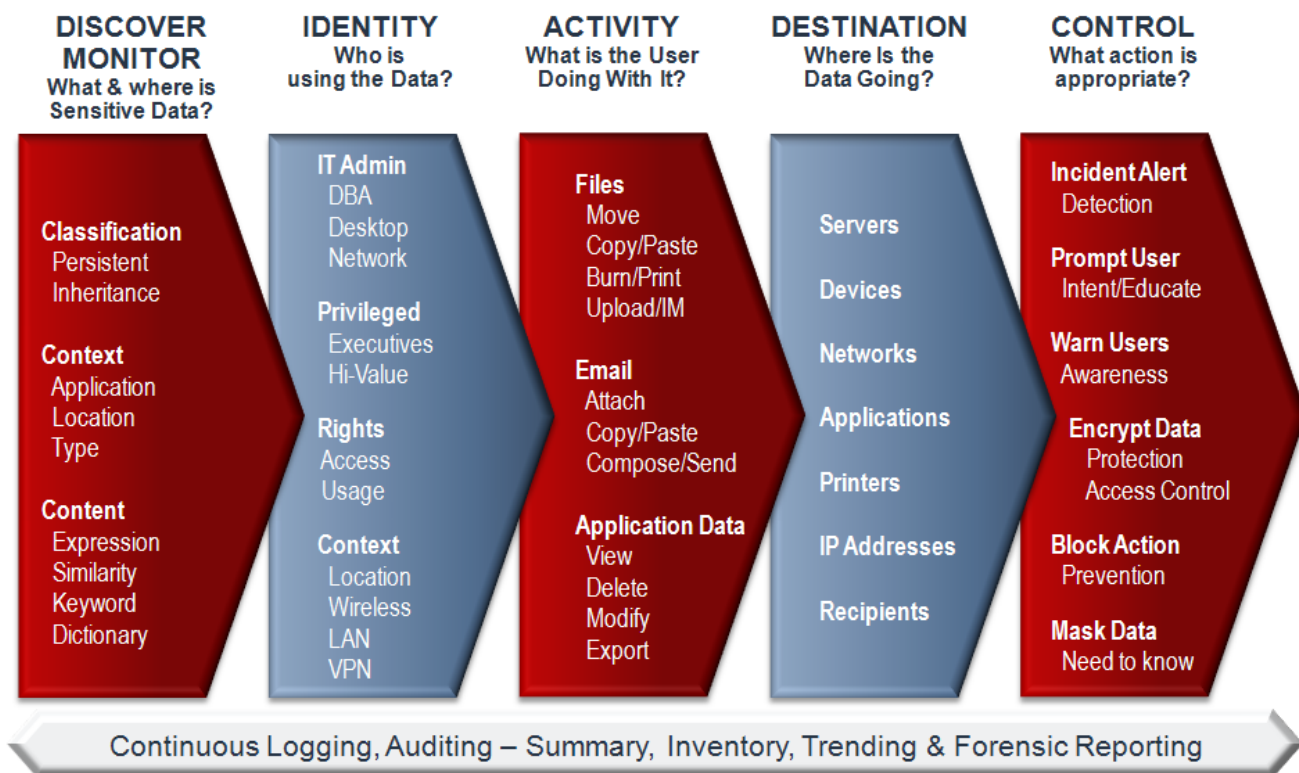 DISCOVER
MONITOR
What & where is
Sensitive Data?
IDENTITY
Who is
using the Data?
ACTIVITY
What is the User
Doing With It?
DESTINATION
Where Is the
Data Going?
CONTROL
What action is
appropriate?
Classification
Persistent
Inheritance
Context
Application
Location
Type
Content
Expression
Similarity
Keyword
Dictionary
IT Admin
DBA
Desktop
Network
Privileged
Executives
Hi-Value
Rights
Access
Usage
Context
Location
Wireless
LAN
VPN
Files
Move
Copy/Paste
Burn/Print
Upload/IM
Email
Attach
Copy/Paste
Compose/Send
Application Data
View
Delete
Modify
Export
Servers
Devices
Networks
Applications
Printers
IP Addresses
Recipients
Incident Alert
Detection
Prompt User
Intent/Educate
Warn Users
Awareness
Encrypt Data
Protection
Access Control
Block Action
Prevention
Mask Data
Need to know
Continuous Logging, Auditing – Summary, Inventory, Trending & Forensic Reporting